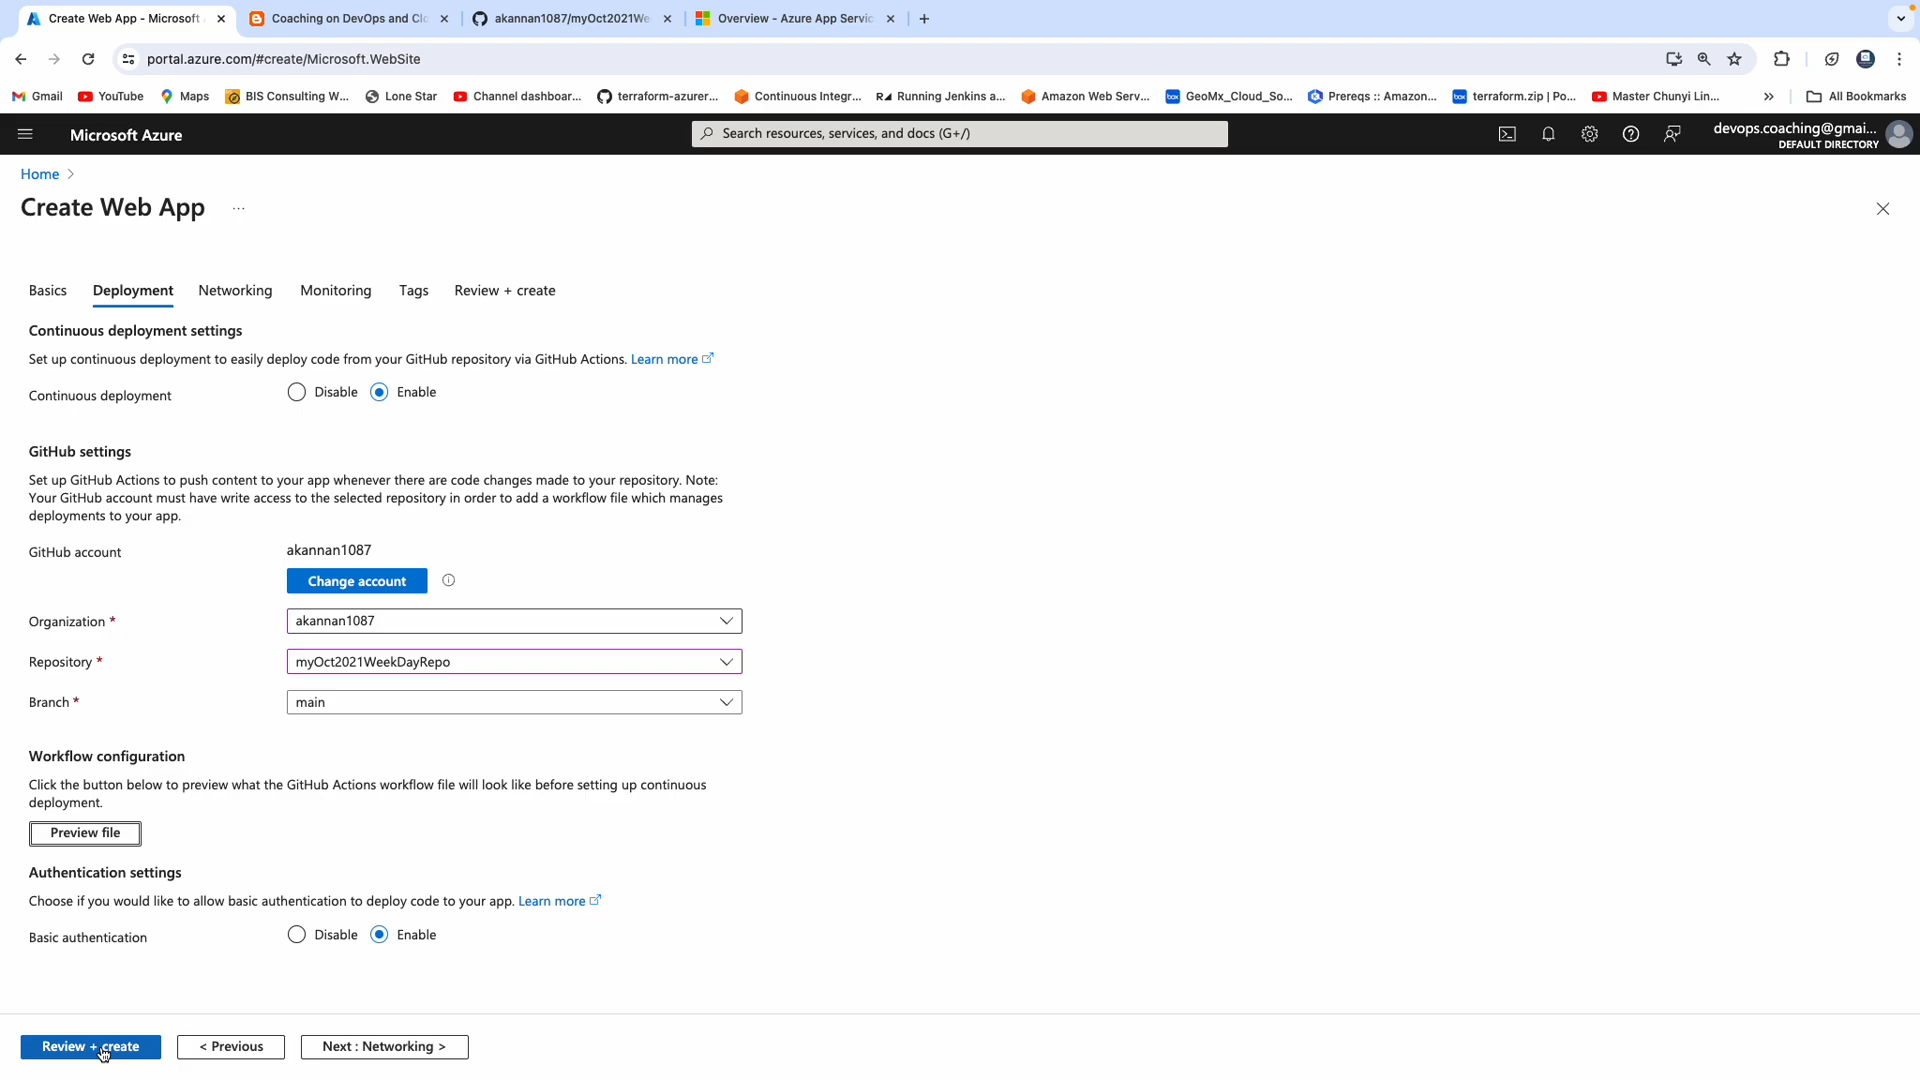 Create Web App - Microsoft
Coaching on DevOps and Clo
akannan1087/myOct2021Wee
Overview - Azure App Servic
portal.azure.com/#create/Microsoft.WebSite
Gmail
YouTube
Maps
BIS Consulting W...
Lone Star
Channel dashboar...
terraform-azurer...
Continuous Integr...
Running Jenkins a...
Amazon Web Serv...
GeoMx_Cloud_So...
Prereqs :: Amazon...
terraform.zip | Po...
Master Chunyi Lin...
All Bookmarks
Microsoft Azure
Search resources, services, and docs (G+/)
devops.coaching@gmai...
DEFAULT DIRECTORY
Home
Create Web App
Basics
Deployment
Networking
Monitoring
Tags
Review + create
Continuous deployment settings
Set up continuous deployment to easily deploy code from your GitHub repository via GitHub Actions. Learn more
Continuous deployment
Disable
Enable
GitHub settings
Set up GitHub Actions to push content to your app whenever there are code changes made to your repository. Note:
Your GitHub account must have write access to the selected repository in order to add a workflow file which manages
deployments to your app.
GitHub account
akannan1087
Change account
Organization *
akannan1087
Repository *
myOct2021WeekDayRepo
Branch *
main
Workflow configuration
Click the button below to preview what the GitHub Actions workflow file will look like before setting up continuous
deployment.
Preview file
Authentication settings
Choose if you would like to allow basic authentication to deploy code to your app. Learn more
Basic authentication
Disable
Enable
Review + create
< Previous
Next : Networking >